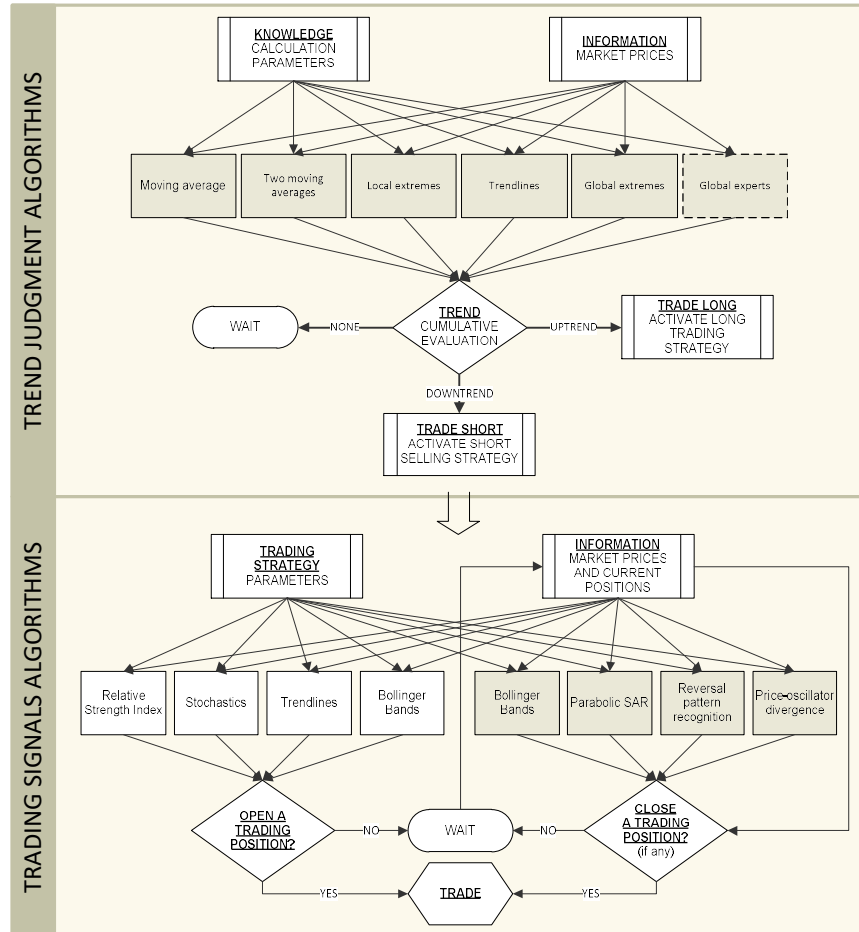 TREND JUDGMENT ALGORITHMS
KNOWLEDGE
CALCULATION
PARAMETERS
INFORMATION
MARKET PRICES
Moving average
Two moving
averages
Local extremes
Trendlines
Global extremes
Global experts
WAIT
NONE
TREND
CUMULATIVE
EVALUATION
UPTREND
TRADE LONG
ACTIVATE LONG
TRADING
STRATEGY
DOWNTREND
TRADE SHORT
ACTIVATE SHORT
SELLING STRATEGY
TRADING SIGNALS ALGORITHMS
TRADING
STRATEGY
PARAMETERS
INFORMATION
MARKET PRICES
AND CURRENT
POSITIONS
Relative
Strength Index
Stochastics
Trendlines
Bollinger
Bands
Bollinger
Bands
Parabolic SAR
Reversal
pattern
recognition
Price-oscillator
divergence
OPEN A
TRADING
POSITION?
NO
WAIT
NO
CLOSE
A TRADING
POSITION?
(if any)
YES
TRADE
YES